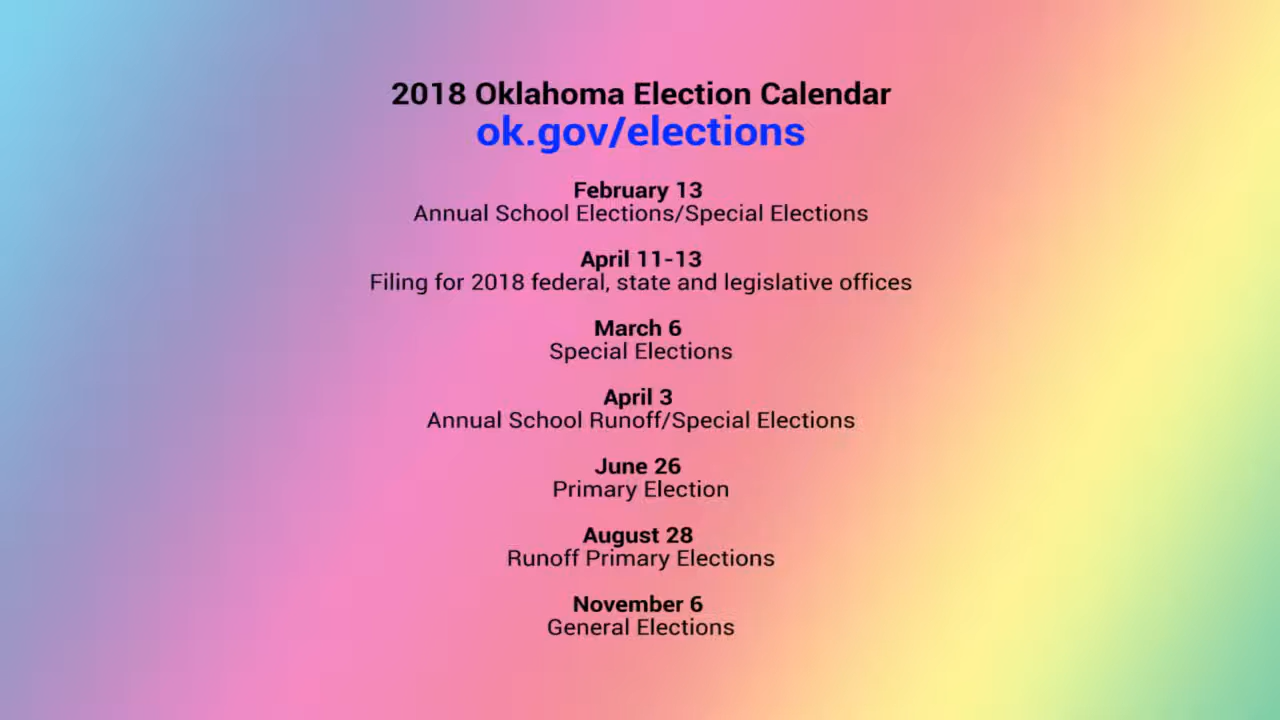 2018 Oklahoma Election Calendar
ok.gov/elections
February 13
Annual School Elections/Special Elections
April 11-13
Filing for 2018 federal, state and legislative offices
March 6
Special Elections
April 3
Annual School Runoff/Special Elections
June 26
Primary Election
August 28
Runoff Primary Elections
November 6
General Elections